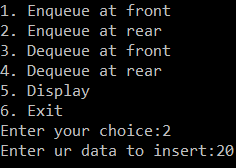 1. Enqueue at front
2. Enqueue at rear
3. Dequeue at front
4. Dequeue at rear
5. Display
6. Exit
Enter your choice:2
Enter ur data to insert:20